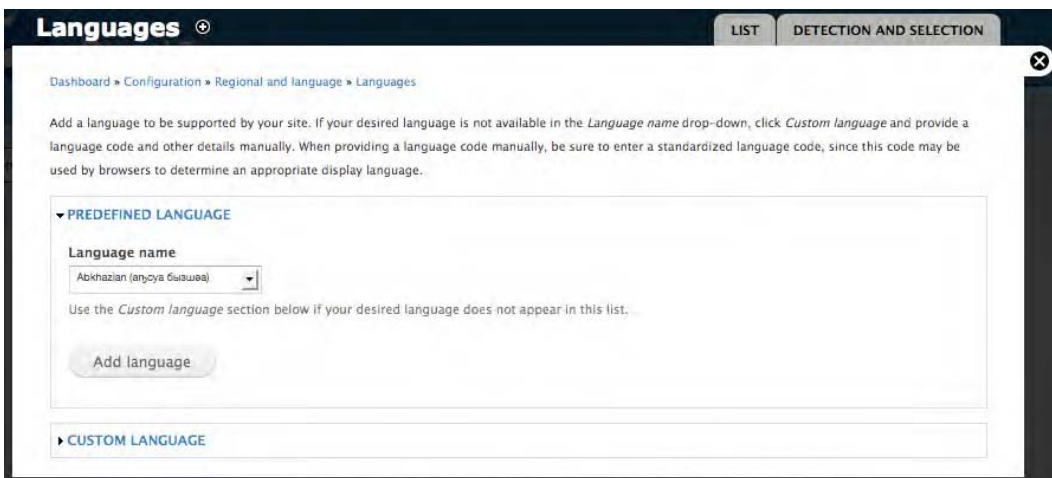 Languages
LIST
DETECTION AND SELECTION
Dashboard » Configuration » Regional and language » Languages
Add a language to be supported by your site. If your desired language is not available in the Language name drop-down, click Custom language and provide a
language code and other details manually. When providing a language code manually, be sure to enter a standardized language code, since this code may be
used by browsers to determine an appropriate display language.
PREDEFINED LANGUAGE
Language name
Abkhazian (аҧсуа бызшәа)
Use the Custom language section below if your desired language does not appear in this list.
Add language
CUSTOM LANGUAGE